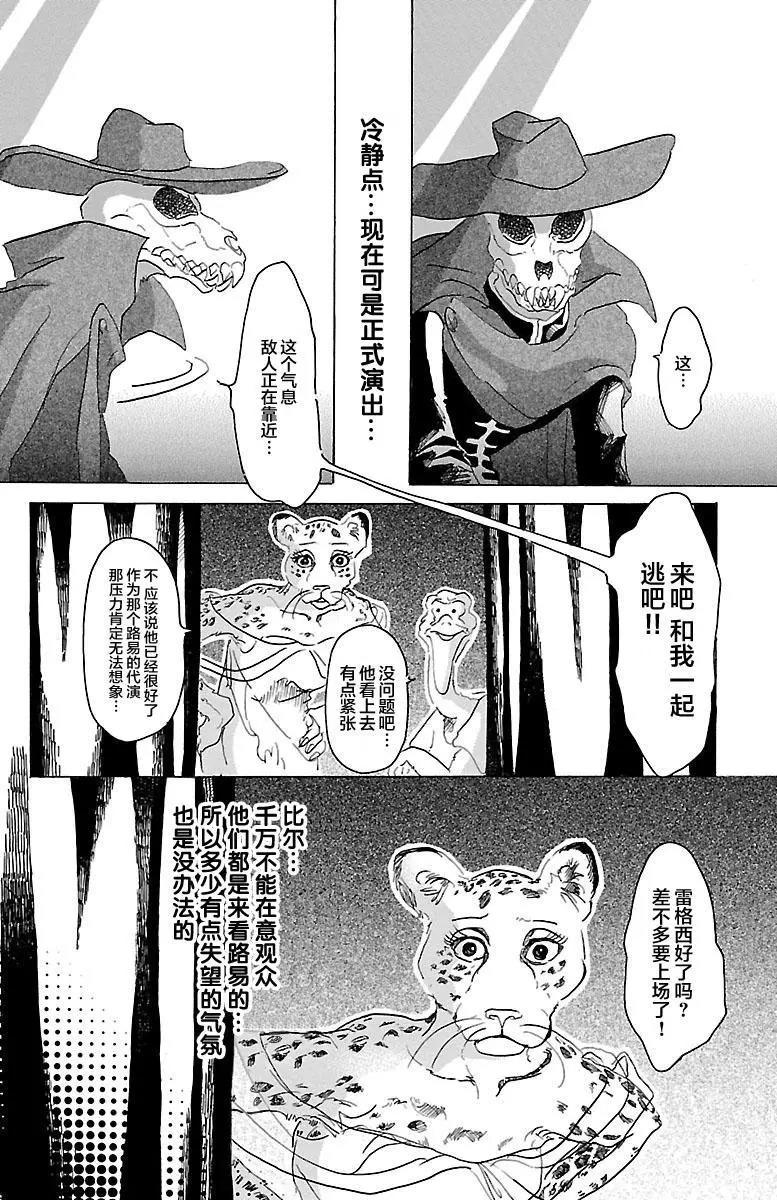 这…
冷静点…现在可是正式演出…
这个气息
敌人正在靠近…
来吧 和我一起
逃吧!!
没问题吧…
他看上去
有点紧张
不 应该说他已经很好了
作为那个路易的代演
那压力肯定无法想象…
雷格西好了吗？
差不多要上场了！
比尔…
千万不能在意观众
他们都是来看路易的…
所以多少有点失望的气氛
也是没办法的